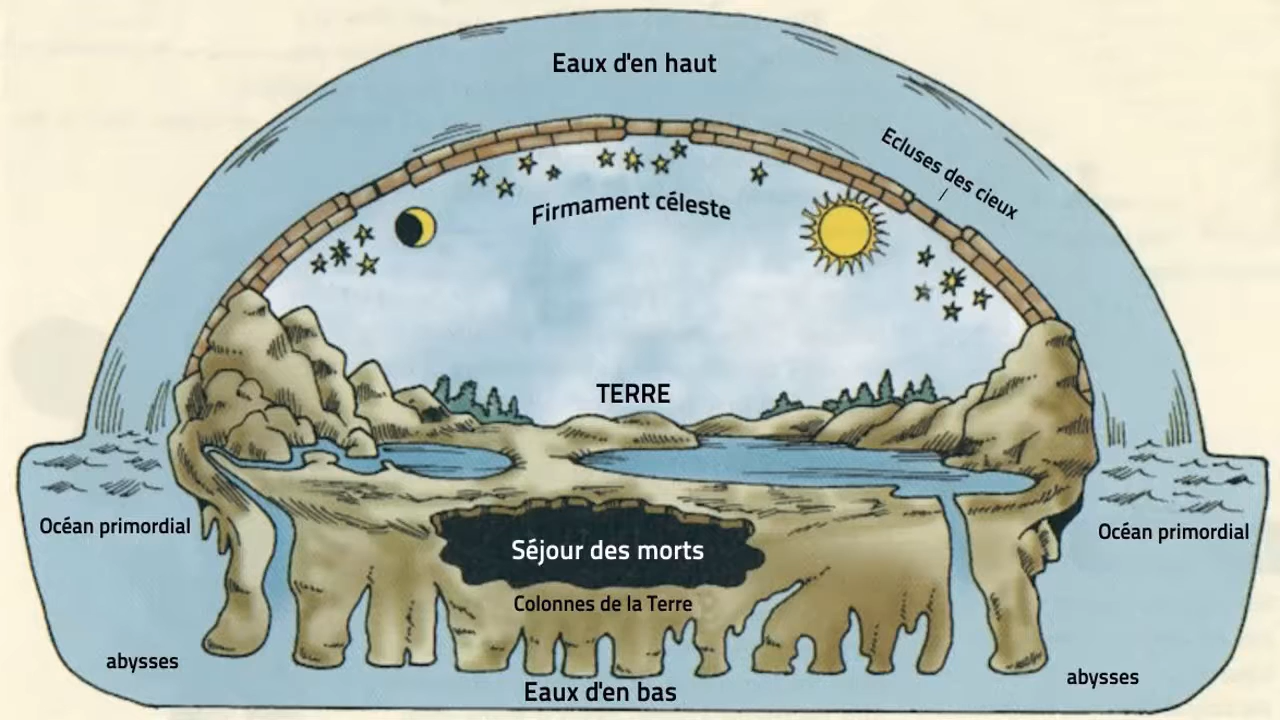 Eaux d'en haut
Ecluses des cieux
Firmament céleste
TERRE
Océan primordial
Océan primordial
Séjour des morts
Colonnes de la Terre
abysses
abysses
Eaux d'en bas